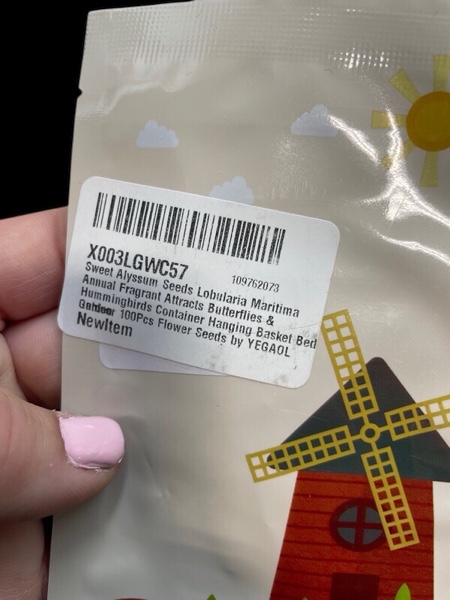 X003LGWC57
109762073
Sweet Alyssum Seeds Lobularia Maritima
Annual Fragrant Attracts Butterflies &
Hummingbirds Container Hanging Basket Bed
100Pcs Flower Seeds by YEGAOL
NewItem